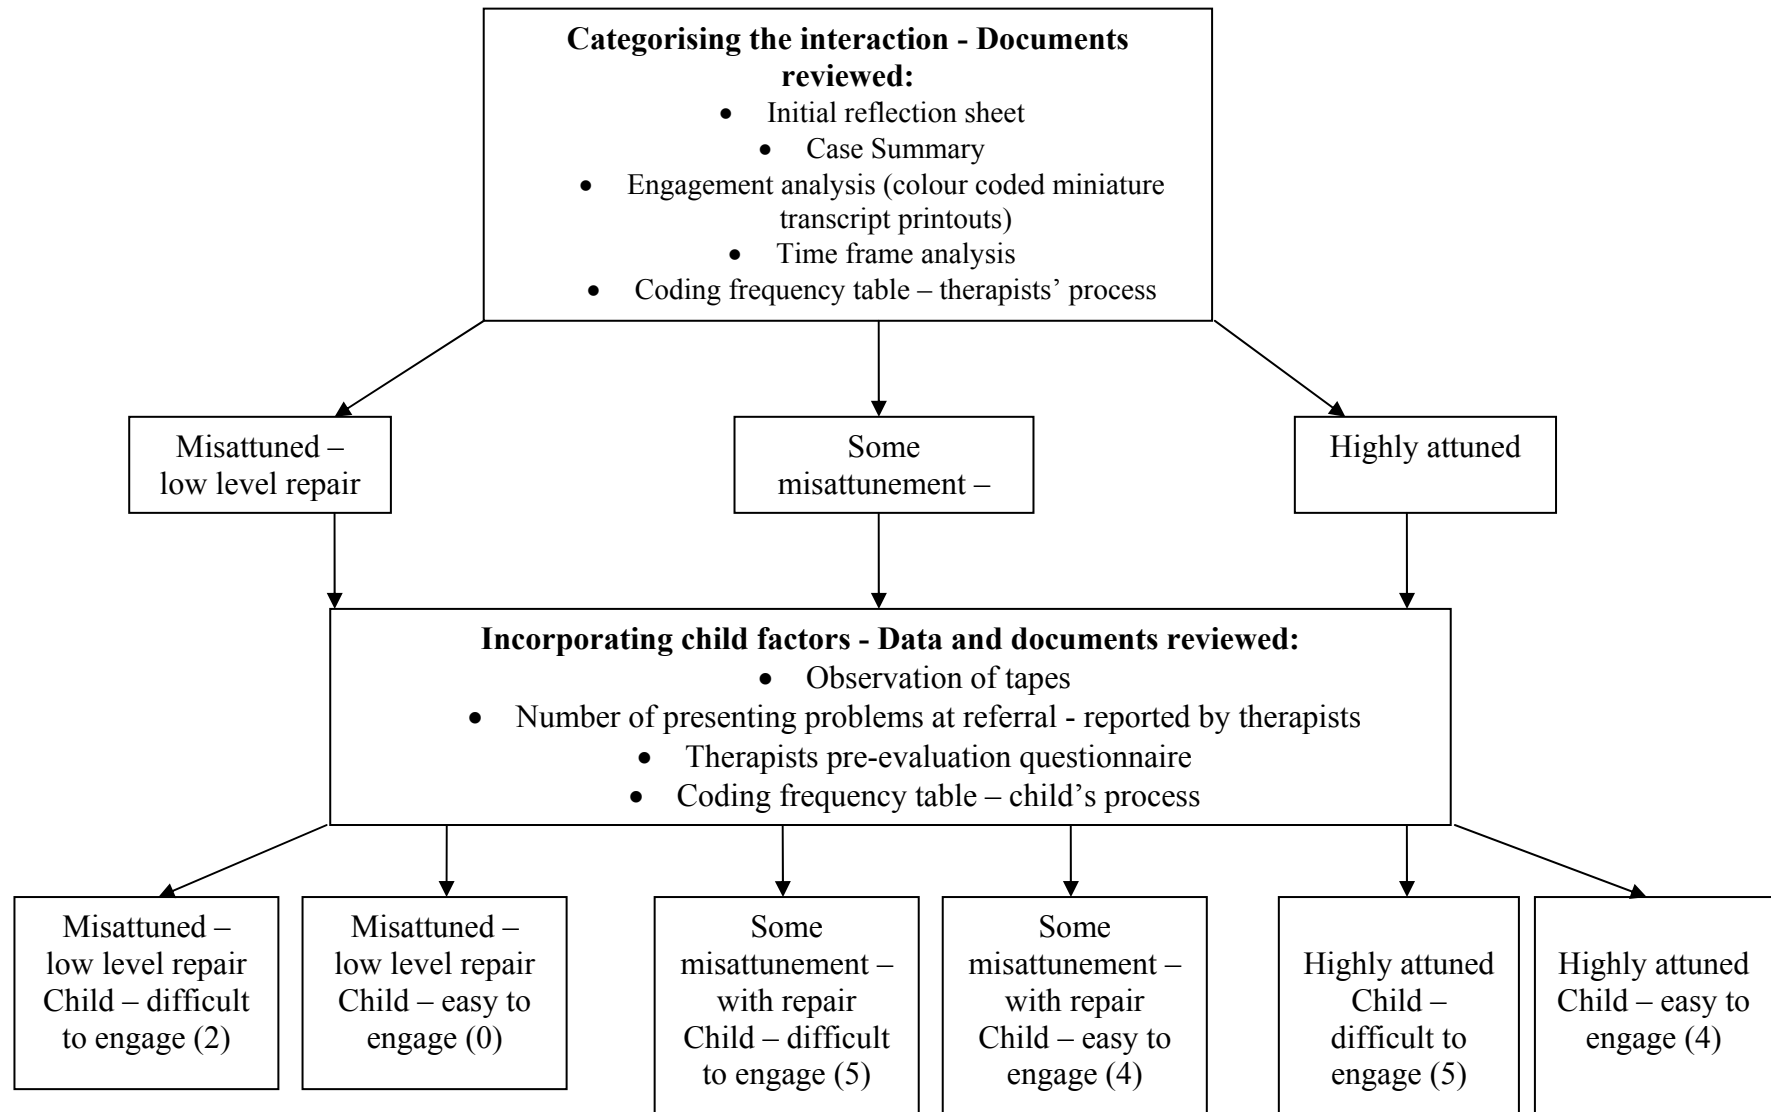 Categorising the interaction - Documents
reviewed:
• Initial reflection sheet
• Case Summary
• Engagement analysis (colour coded miniature
transcript printouts)
• Time frame analysis
• Coding frequency table – therapists’ process
Misattuned –
low level repair
Some
misattunement –
Highly attuned
Incorporating child factors - Data and documents reviewed:
• Observation of tapes
• Number of presenting problems at referral - reported by therapists
• Therapists pre-evaluation questionnaire
• Coding frequency table – child’s process
Misattuned –
low level repair
Child – difficult
to engage (2)
Misattuned –
low level repair
Child – easy to
engage (0)
Some
misattunement –
with repair
Child – difficult
to engage (5)
Some
misattunement –
with repair
Child – easy to
engage (4)
Highly attuned
Child –
difficult to
engage (5)
Highly attuned
Child – easy to
engage (4)